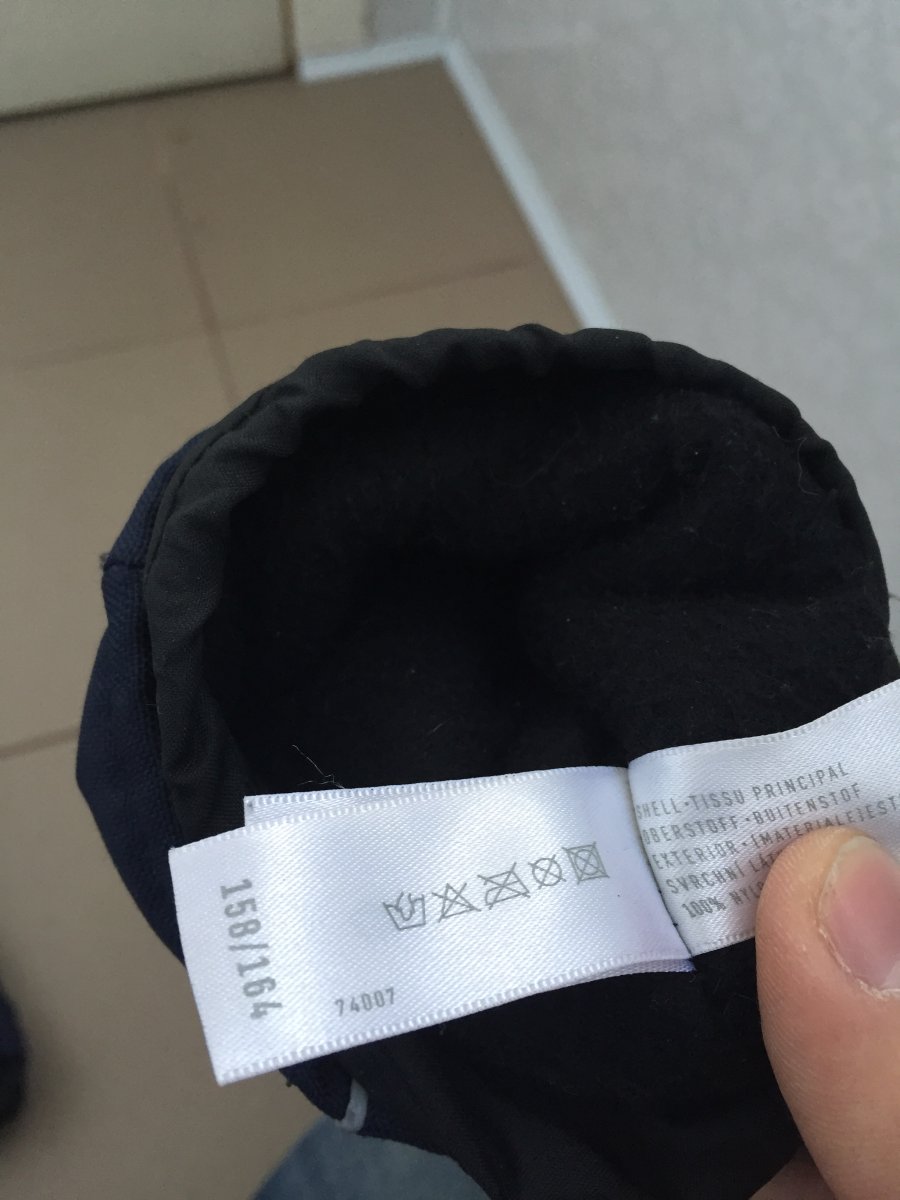 158/164
74007
SHELL·TISSU PRINCIPAL
OBERSTOFF·BUITENSTOF
EXTERIOR·
SVRCHNÍ
100%